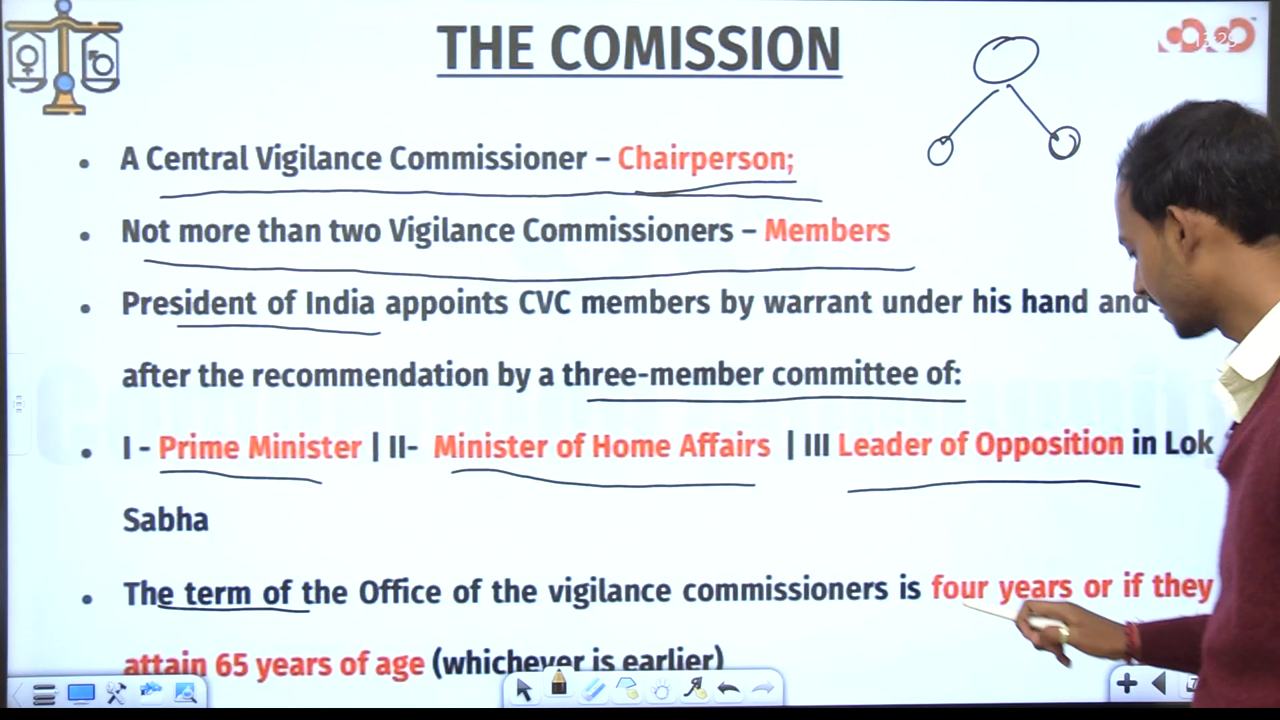 THE COMISSION
13:29
• A Central Vigilance Commissioner – Chairperson;
• Not more than two Vigilance Commissioners – Members
• President of India appoints CVC members by warrant under his hand and
after the recommendation by a three-member committee of:
• I - Prime Minister | II- Minister of Home Affairs | III Leader of Opposition in Lok
Sabha
• The term of the Office of the vigilance commissioners is four years or if they
attain 65 years of age (whichever is earlier)